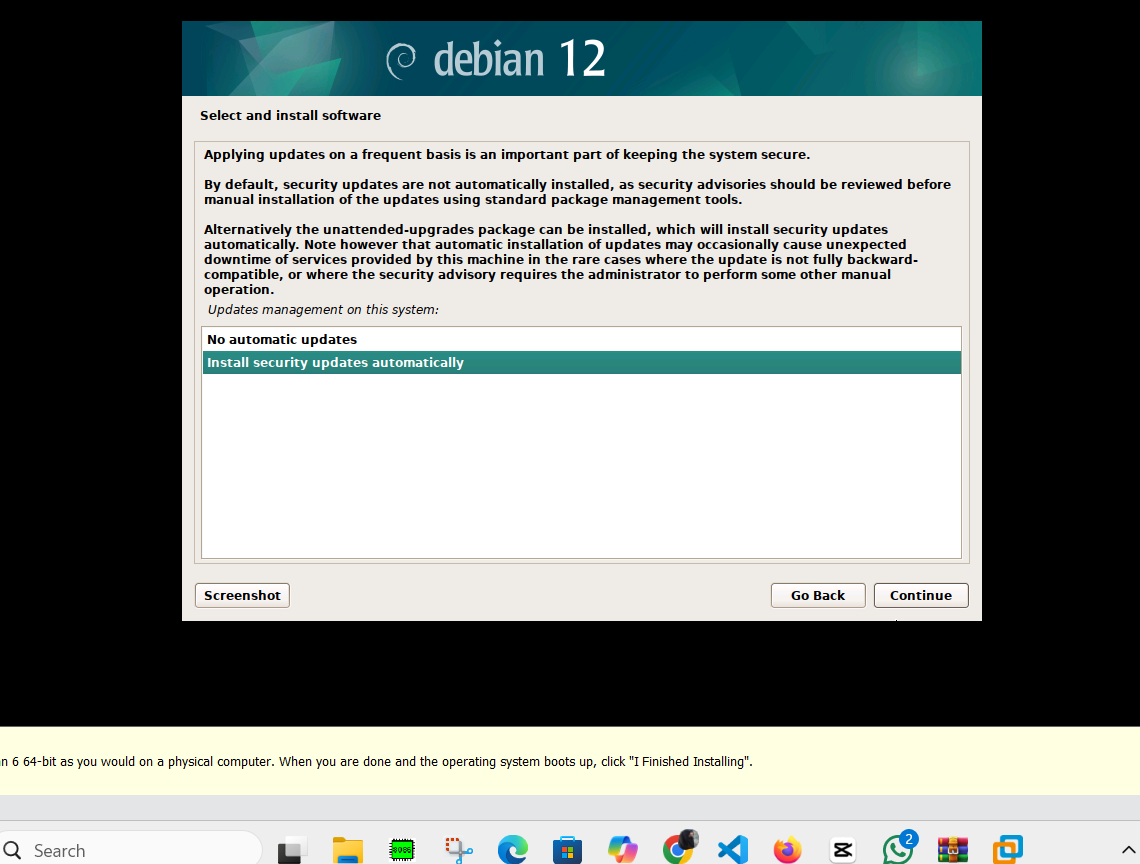 debian 12
Select and install software
Applying updates on a frequent basis is an important part of keeping the system secure.
By default, security updates are not automatically installed, as security advisories should be reviewed before
manual installation of the updates using standard package management tools.
Alternatively the unattended-upgrades package can be installed, which will install security updates
automatically. Note however that automatic installation of updates may occasionally cause unexpected
downtime of services provided by this machine in the rare cases where the update is not fully backward-
compatible, or where the security advisory requires the administrator to perform some other manual
operation.
Updates management on this system:
No automatic updates
Install security updates automatically
Screenshot
Go Back
Continue
n 6 64-bit as you would on a physical computer. When you are done and the operating system boots up, click "I Finished Installing".
Search
8086
2